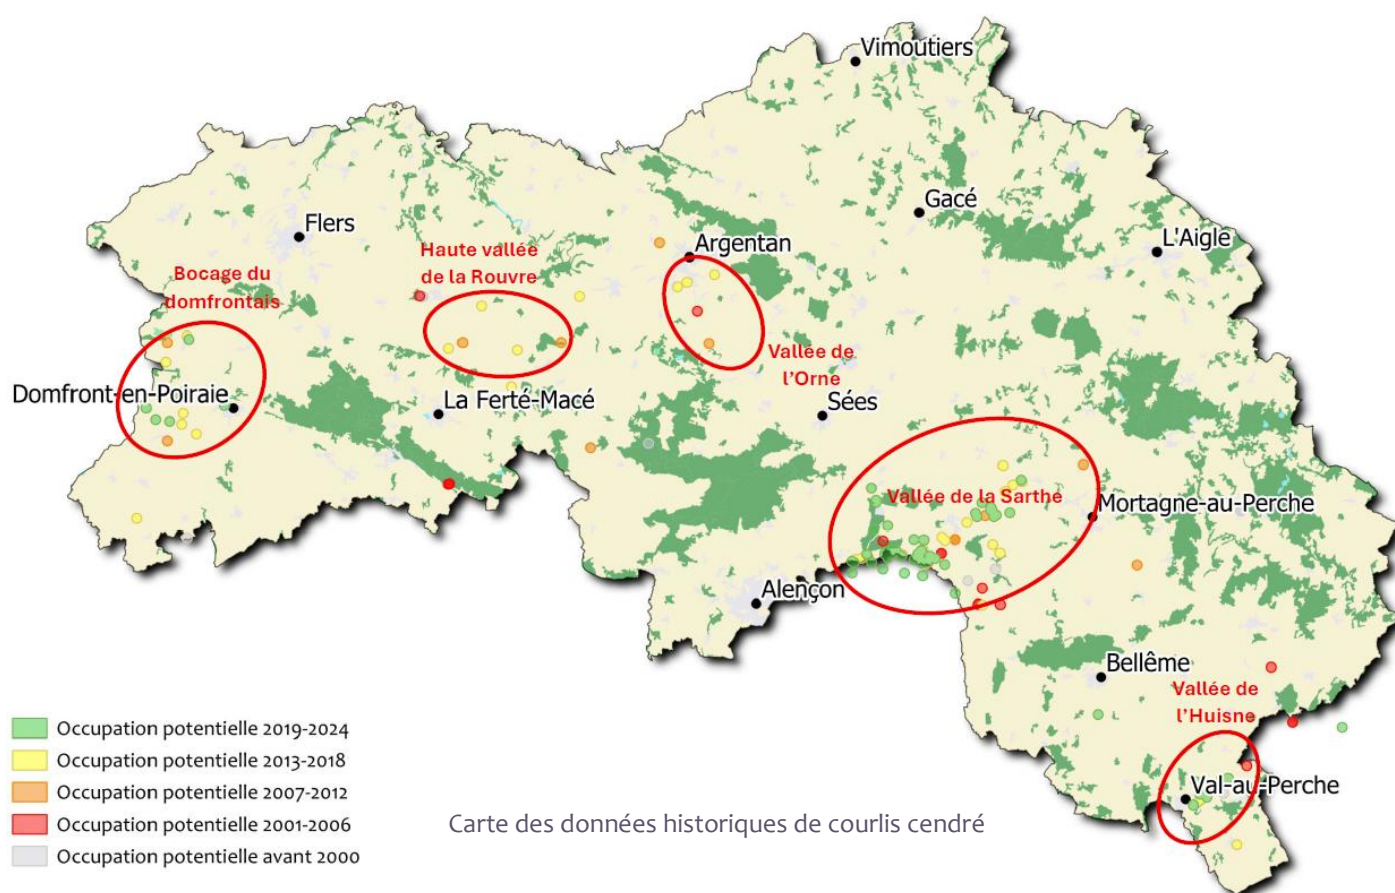 Vimoutiers
Gacé
Flers
Argentan
L'Aigle
Haute vallée
de la Rouvre
Bocage du
domfrontais
Vallée de
l'Orne
Domfront-en-Poiraie
La Ferté-Macé
Sées
Vallée de la Sarthe
Mortagne-au-Perche
Alençon
Bellême
Vallée de
l'Huisne
Val-au-Perche
Occupation potentielle 2019-2024
Occupation potentielle 2013-2018
Occupation potentielle 2007-2012
Occupation potentielle 2001-2006
Occupation potentielle avant 2000
Carte des données historiques de courlis cendré